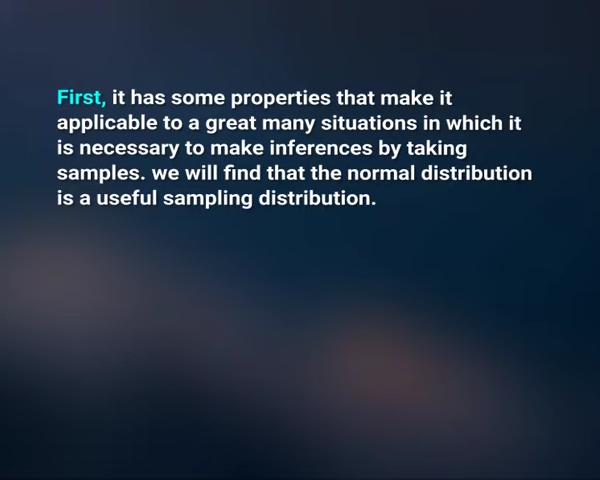 First, it has some properties that make it
applicable to a great many situations in which it
is necessary to make inferences by taking
samples. we will find that the normal distribution
is a useful sampling distribution.